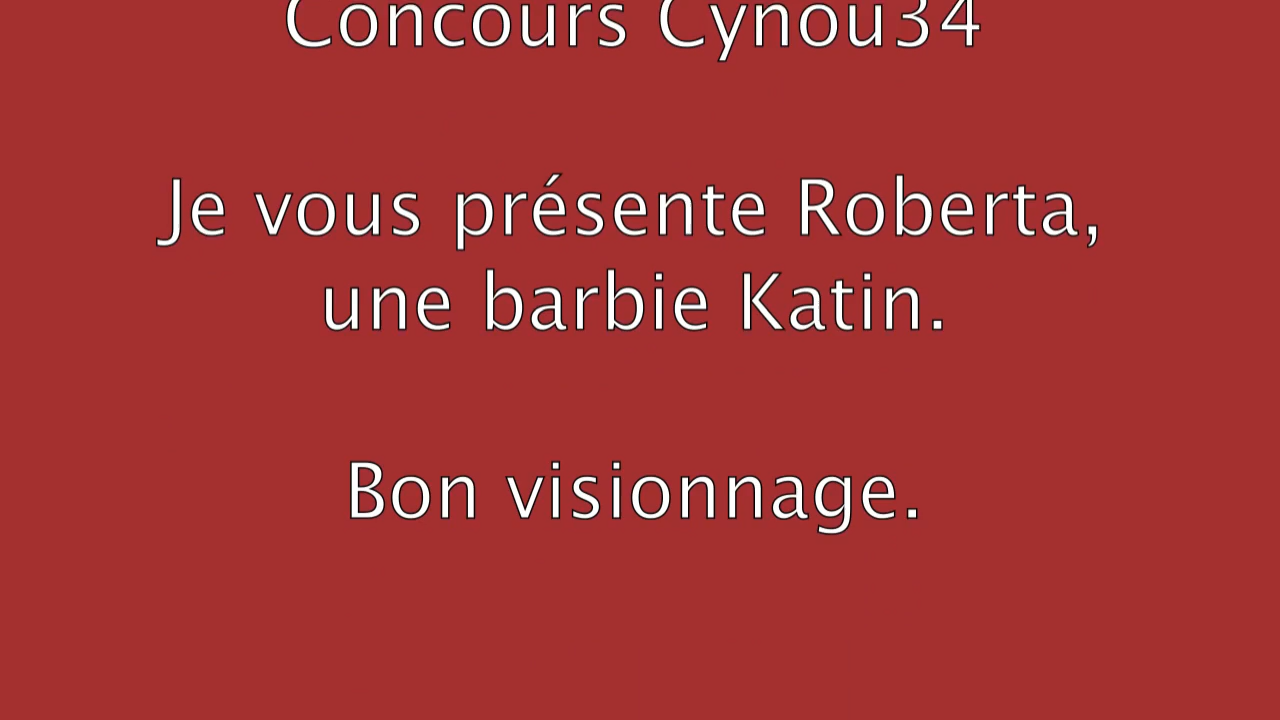 Concours Cynou34
Je vous présente Roberta,
une barbie Katin.
Bon visionnage.